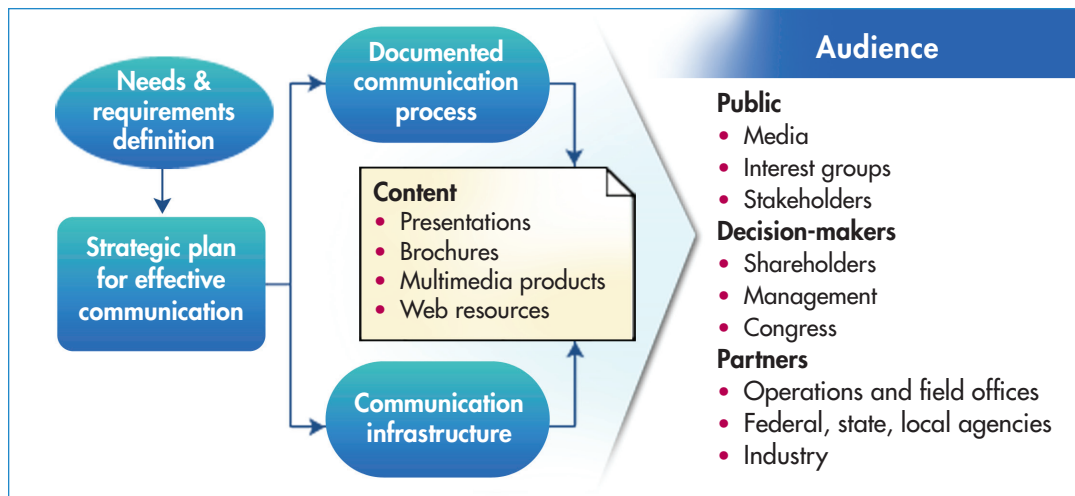 Needs &
requirements
definition
Strategic plan
for effective
communication
Documented
communication
process
Content
• Presentations
• Brochures
• Multimedia products
• Web resources
Communication
infrastructure
Audience
Public
• Media
• Interest groups
• Stakeholders
Decision-makers
• Shareholders
• Management
• Congress
Partners
• Operations and field offices
• Federal, state, local agencies
• Industry